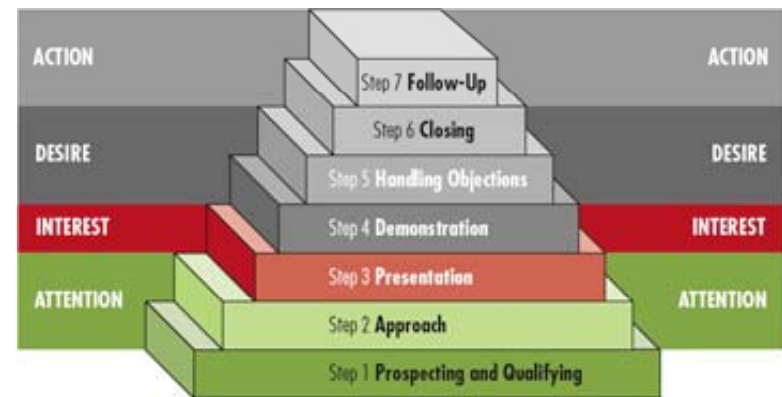 ACTION
ACTION
Step 7 Follow-Up
Step 6 Closing
DESIRE
DESIRE
Step 5 Handling Objections
INTEREST
INTEREST
Step 4 Demonstration
Step 3 Presentation
ATTENTION
ATTENTION
Step 2 Approach
Step 1 Prospecting and Qualifying